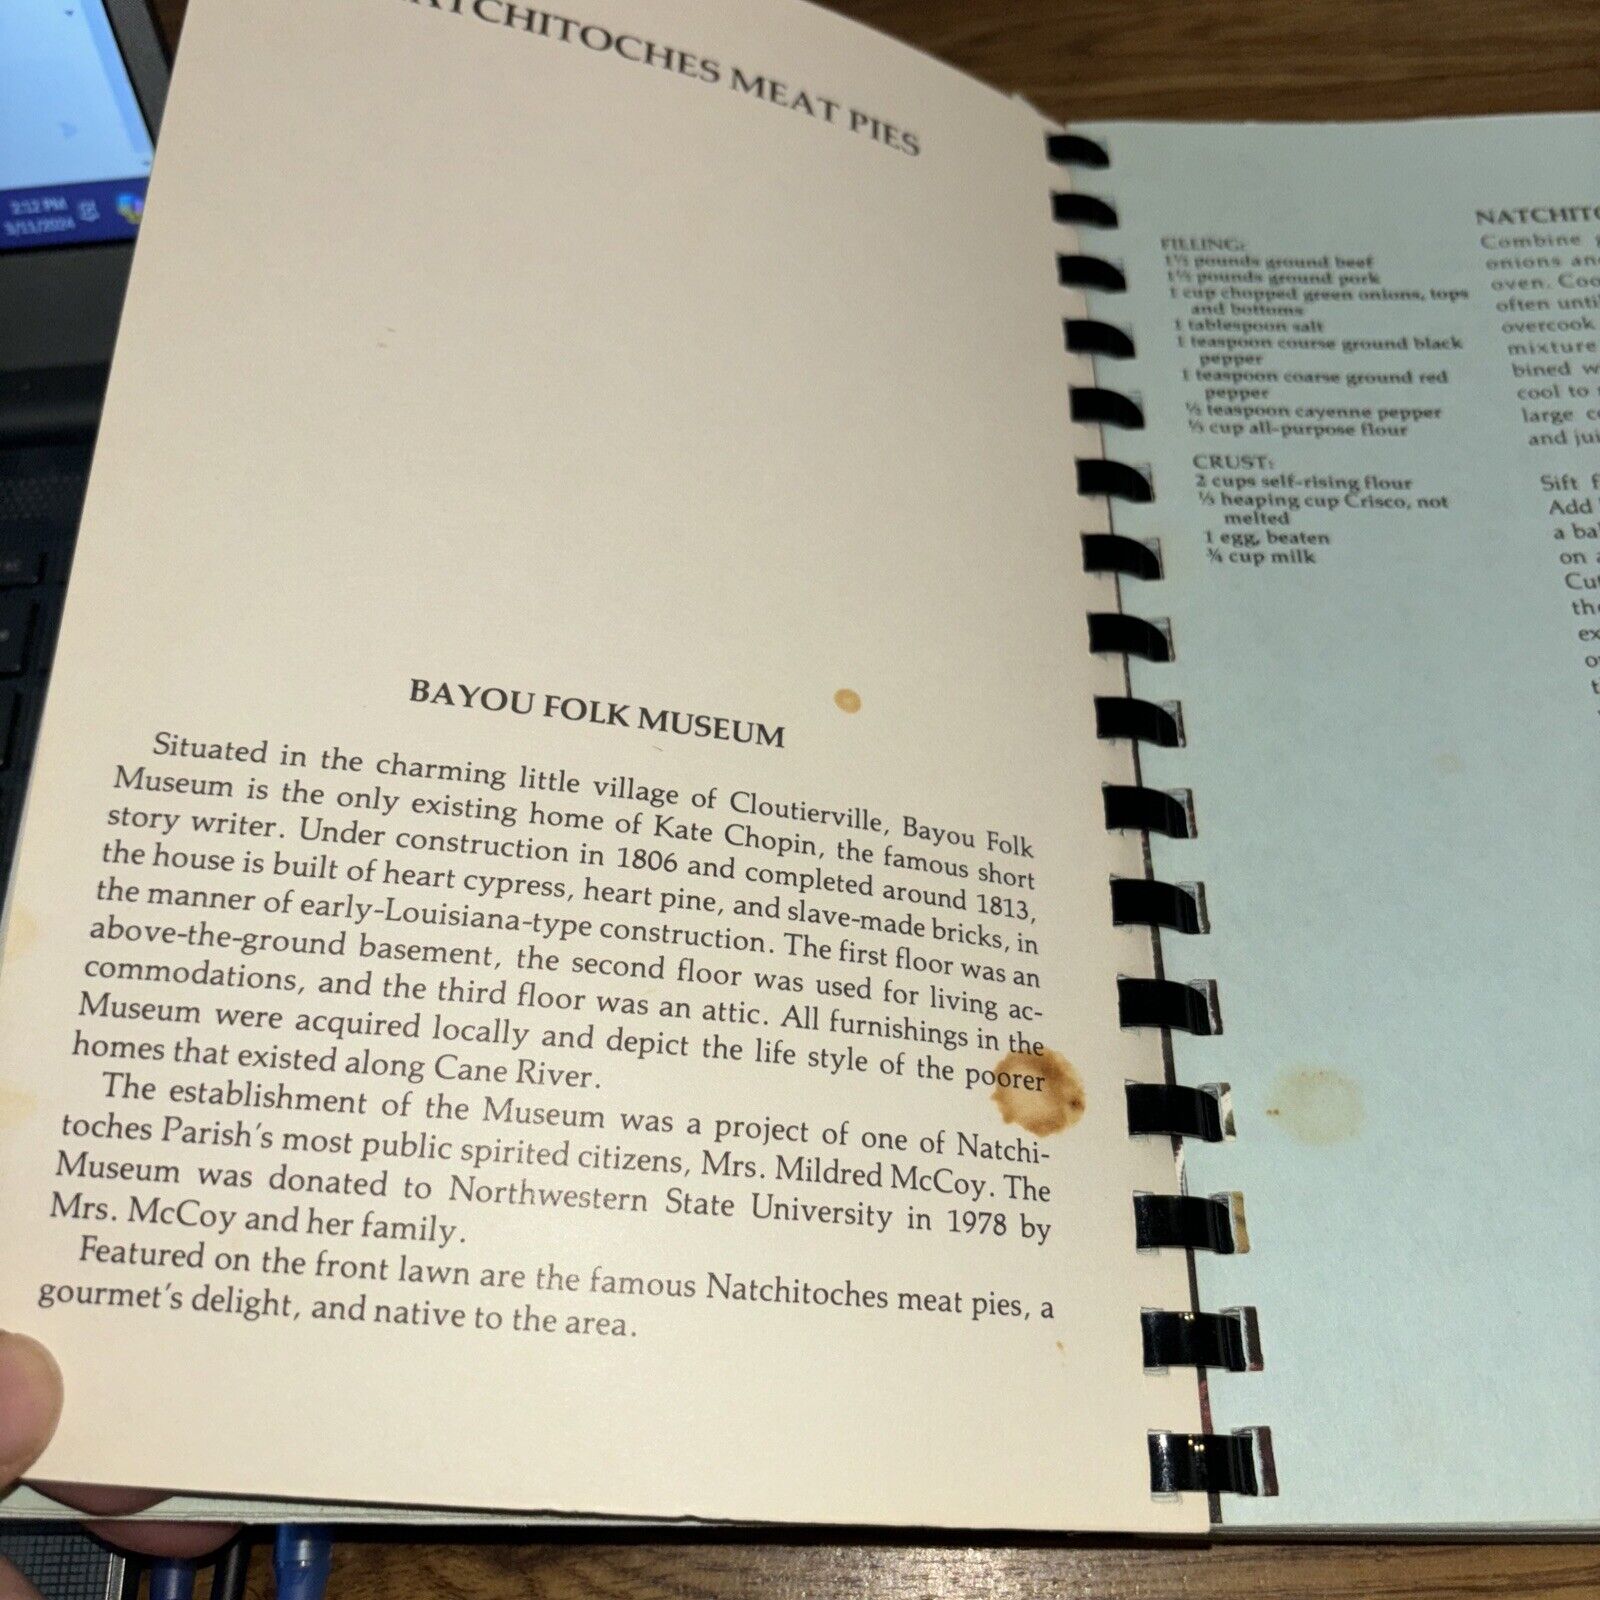 ATCHITOCHES MEAT PIES
BAYOU FOLK MUSEUM
Situated in the charming little village of Cloutierville, Bayou Folk
Museum is the only existing home of Kate Chopin, the famous short
story writer. Under construction in 1806 and completed around 1813,
the house is built of heart cypress, heart pine, and slave-made bricks, in
the manner of early-Louisiana-type construction. The first floor was an
above-the-ground basement, the second floor was used for living ac-
commodations, and the third floor was an attic. All furnishings in the
Museum were acquired locally and depict the life style of the poorer
homes that existed along Cane River.
The establishment of the Museum was a project of one of Natchi-
toches Parish's most public spirited citizens, Mrs. Mildred McCoy. The
Museum was donated to Northwestern State University in 1978 by
Mrs. McCoy and her family.
Featured on the front lawn are the famous Natchitoches meat pies, a
gourmet's delight, and native to the area.
FILLING:
1½ pounds ground beef
1½ pounds ground pork
1 cup chopped green onions, tops
and bottoms
1 tablespoon salt
1 teaspoon course ground black
pepper
1 teaspoon coarse ground red
pepper
teaspoon cayenne pepper
cup all-purpose flour
CRUST:
2 cups self-rising flour
heaping cup Crisco, not
melted
1 egg, beaten
¾ cup milk
NATCHITO
Combine
onions an
oven. Coo
often unti
overcook
mixture
bined w
cool to
large c
and jui
Sift f
Add
a ba
on
Cut
the
ex
2:12 PM
3/11/2024